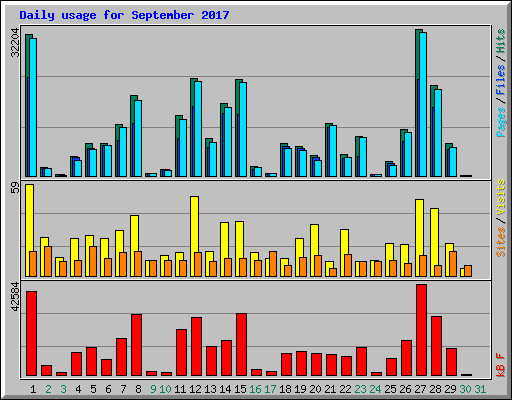 Daily usage for September 2017
32204
Pages / Files / Hits
59
Sites / Visits
42584
kB F
1 2 3 4 5 6 7 8 9 10 11 12 13 14 15 16 17 18 19 20 21 22 23 24 25 26 27 28 29 30 31